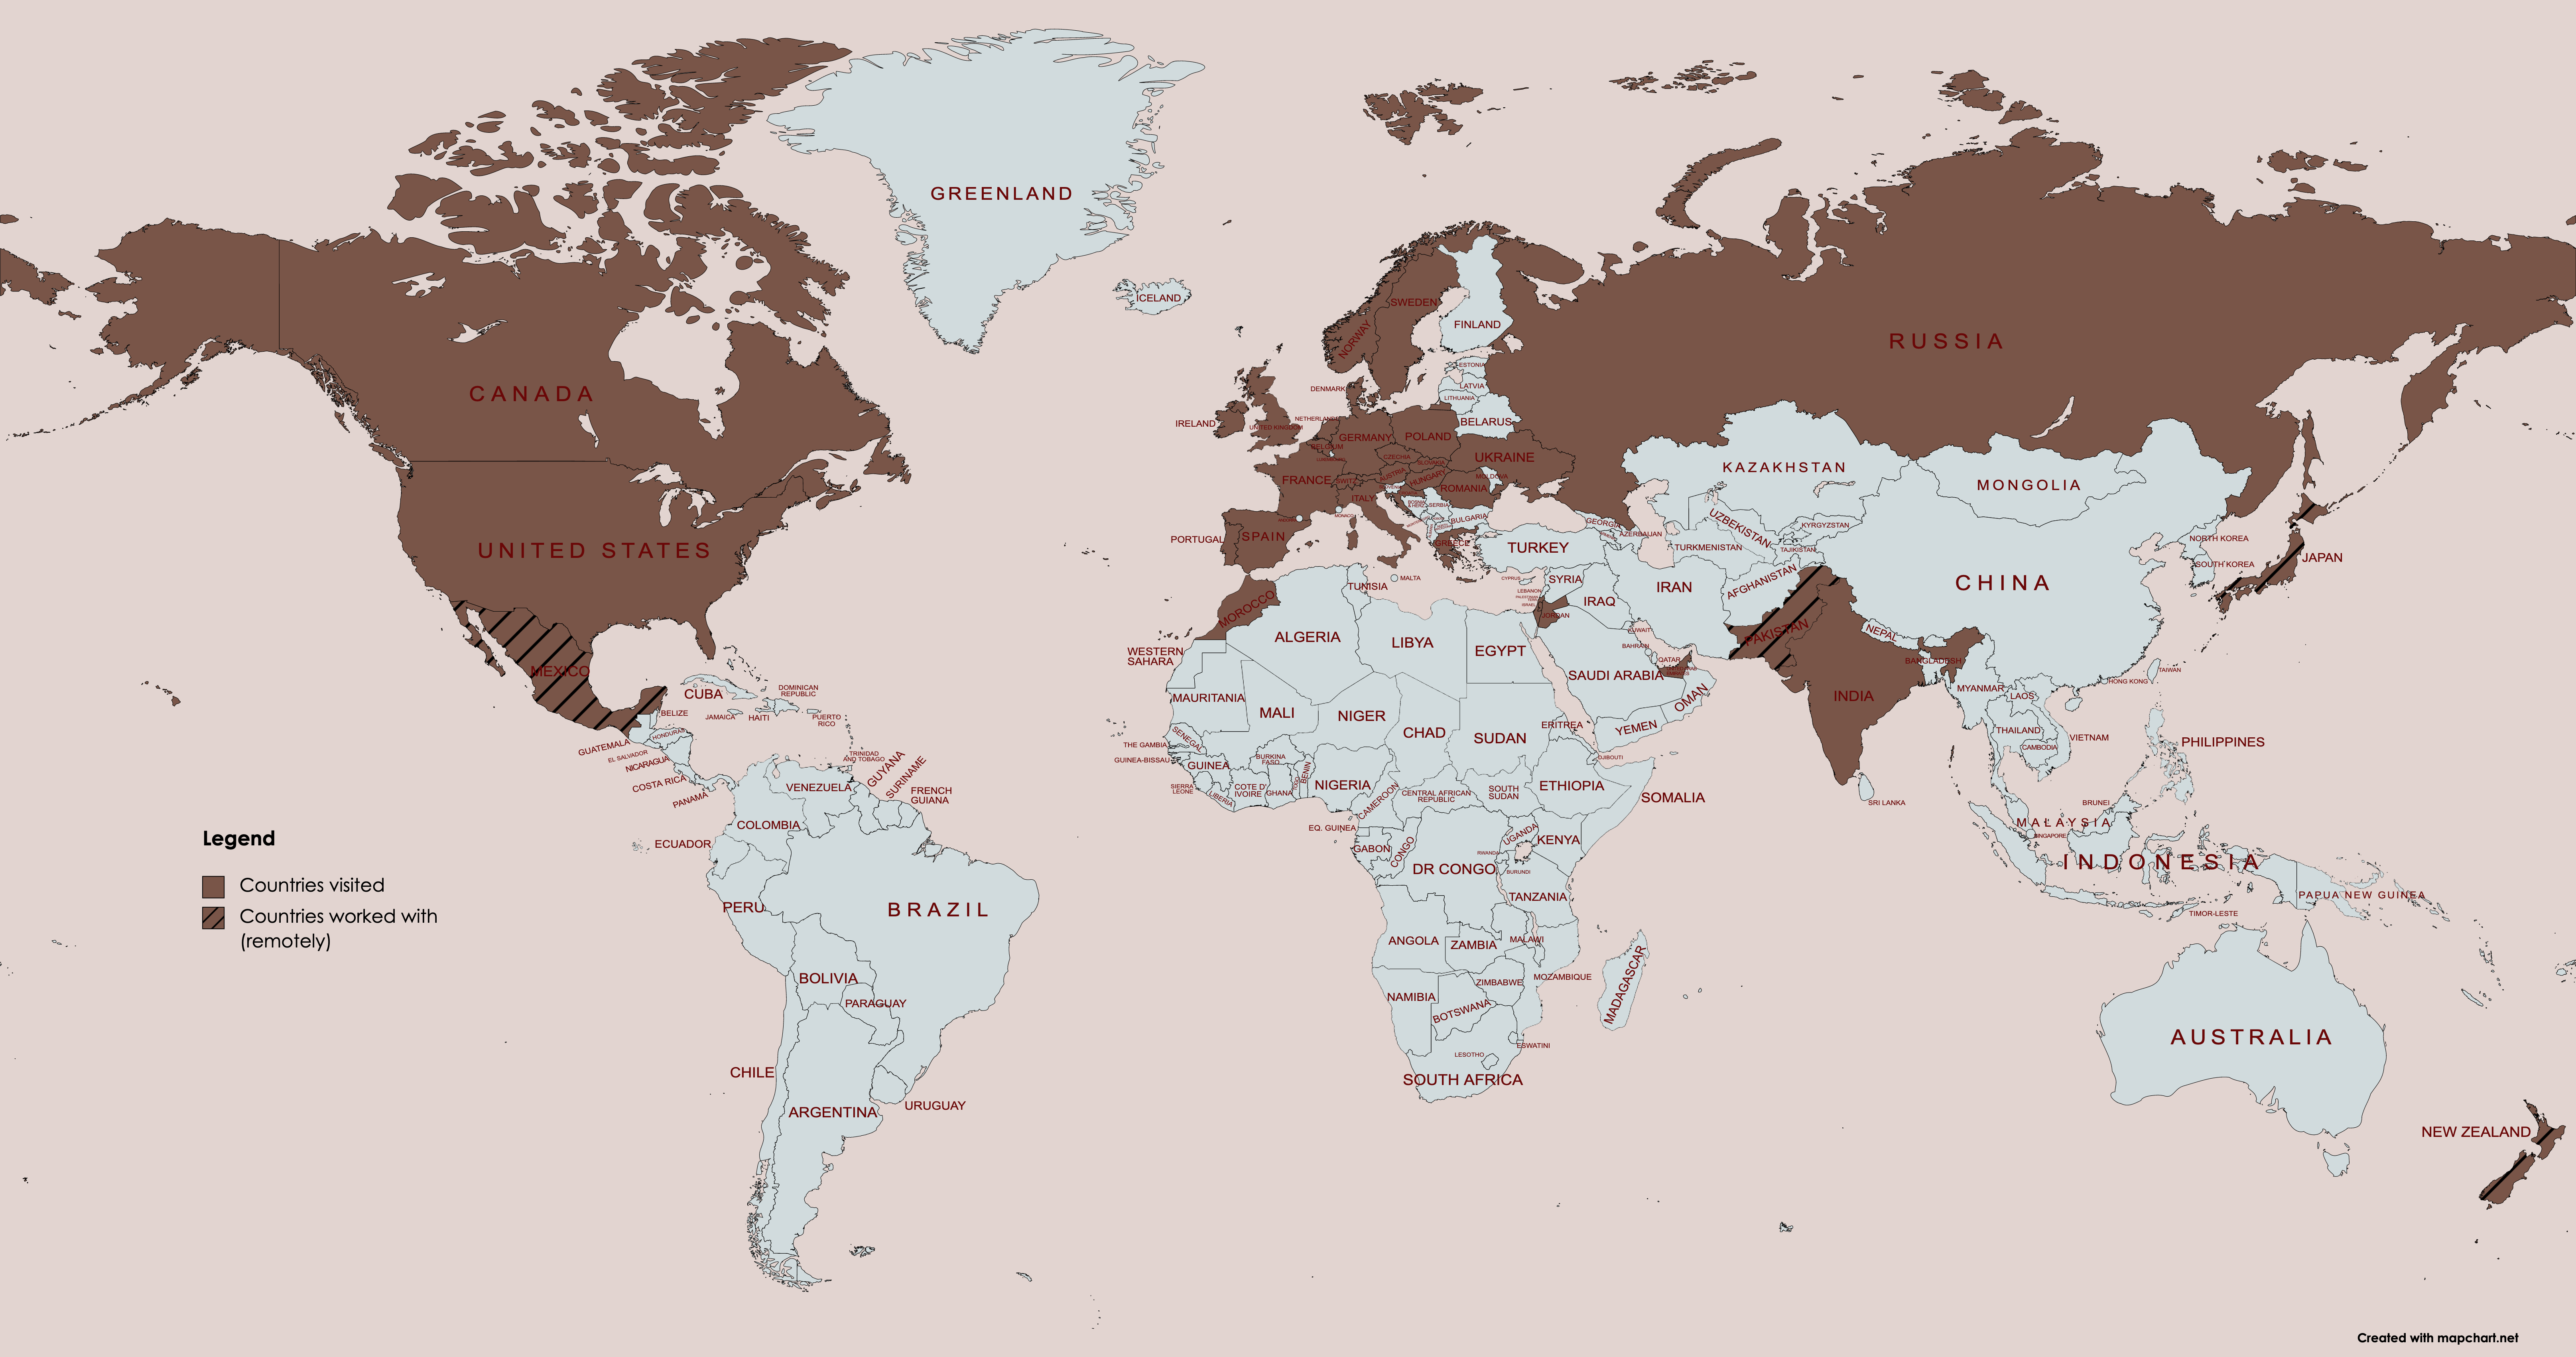 GREENLAND
ICELAND
SWEDEN
NORWAY
FINLAND
RUSSIA
CANADA
UNITED STATES
ESTONIA
LATVIA
LITHUANIA
DENMARK
IRELAND
UNITED KINGDOM
BELGIUM
GERMANY
POLAND
BELARUS
CZECHIA
UKRAINE
FRANCE
AUSTRIA
HUNGARY
MOLDOVA
ROMANIA
ITALY
SERBIA
MONACO
BULGARIA
PORTUGAL
SPAIN
GREECE
KAZAKHSTAN
MONGOLIA
GEORGIA
AZERBAIJAN
UZBEKISTAN
KYRGYZSTAN
TURKEY
TURKMENISTAN
TAJIKISTAN
NORTH KOREA
SOUTH KOREA
JAPAN
CHINA
MALTA
CYPRUS
TUNISIA
SYRIA
LEBANON
ISRAEL
IRAQ
IRAN
AFGHANISTAN
MOROCCO
JORDAN
KUWAIT
PAKISTAN
NEPAL
ALGERIA
LIBYA
EGYPT
BAHRAIN
QATAR
SAUDI ARABIA
WESTERN
SAHARA
BANGLADESH
TAIWAN
HONG KONG
MEXICO
CUBA
DOMINICAN
REPUBLIC
BELIZE
JAMAICA
HAITI
PUERTO
RICO
GUATEMALA
HONDURAS
EL SALVADOR
NICARAGUA
COSTA RICA
PANAMA
TRINIDAD
AND TOBAGO
MAURITANIA
MALI
NIGER
CHAD
SUDAN
ERITREA
YEMEN
OMAN
INDIA
MYANMAR
LAOS
THAILAND
VIETNAM
CAMBODIA
PHILIPPINES
SENEGAL
THE GAMBIA
GUINEA-BISSAU
GUINEA
BURKINA
FASO
BENIN
TOGO
SIERRA
LEONE
LIBERIA
COTE D'
IVOIRE
GHANA
NIGERIA
CAMEROON
CENTRAL AFRICAN
REPUBLIC
SOUTH
SUDAN
ETHIOPIA
DJIBOUTI
SOMALIA
SRI LANKA
BRUNEI
MALAYSIA
SINGAPORE
INDONESIA
PAPUA NEW GUINEA
TIMOR-LESTE
VENEZUELA
GUYANA
SURINAME
FRENCH
GUIANA
COLOMBIA
ECUADOR
PERU
BRAZIL
BOLIVIA
PARAGUAY
CHILE
ARGENTINA
URUGUAY
EQ. GUINEA
GABON
CONGO
DR CONGO
UGANDA
KENYA
RWANDA
BURUNDI
TANZANIA
ANGOLA
ZAMBIA
MALAWI
MOZAMBIQUE
ZIMBABWE
NAMIBIA
BOTSWANA
MADAGASCAR
ESWATINI
LESOTHO
SOUTH AFRICA
AUSTRALIA
NEW ZEALAND
Legend
Countries visited
Countries worked with
(remotely)
Created with mapchart.net